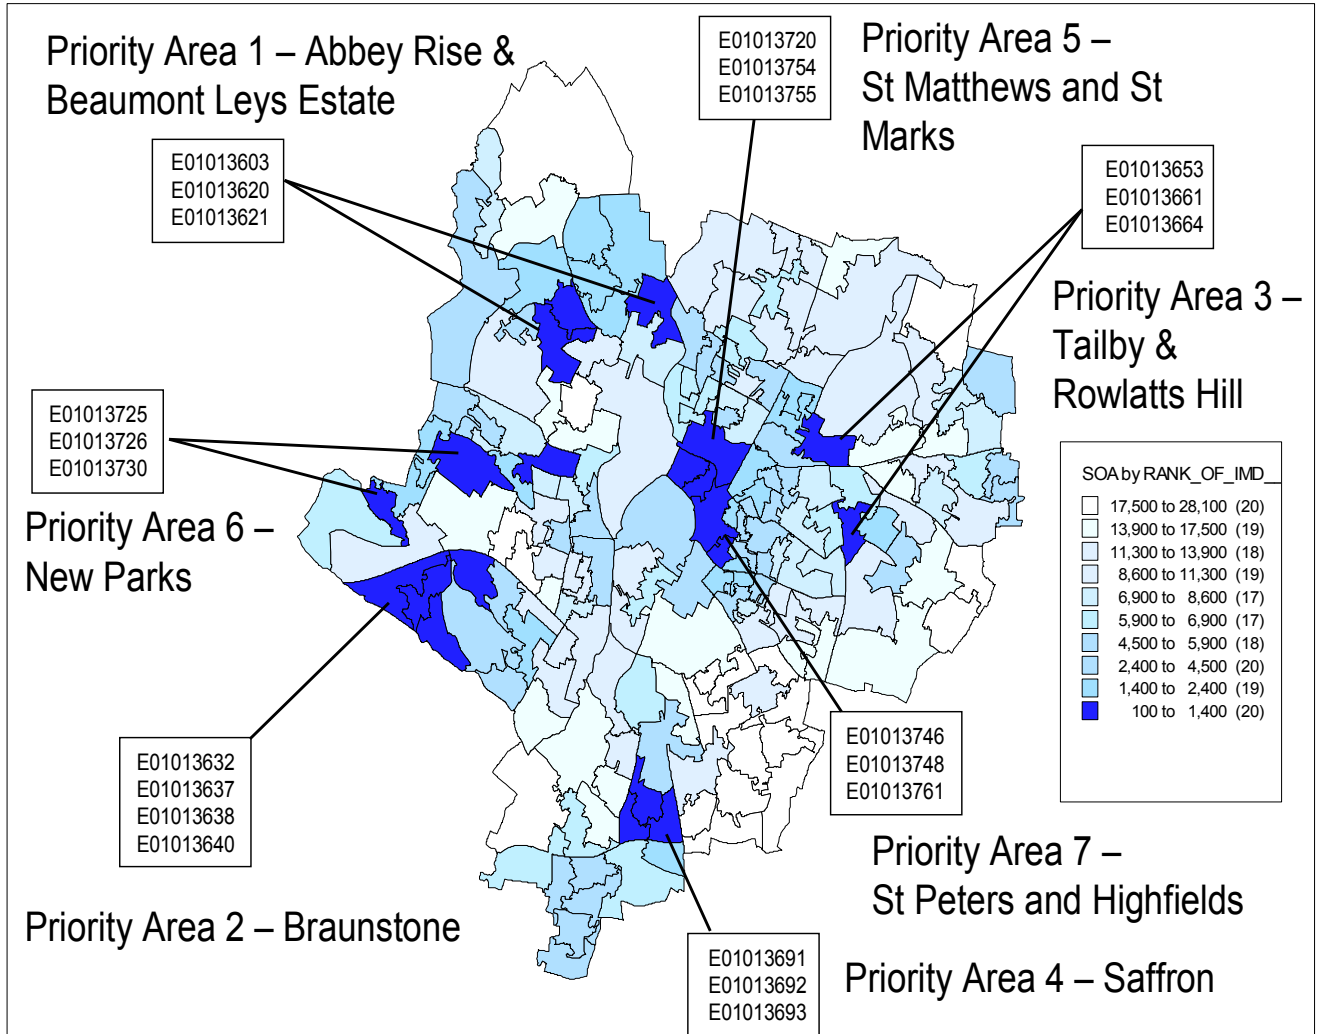 Priority Area 1 – Abbey Rise &
Beaumont Leys Estate
E01013603
E01013620
E01013621
E01013720
E01013754
E01013755
Priority Area 5 –
St Matthews and St
Marks
E01013653
E01013661
E01013664
Priority Area 3 –
Tailby &
Rowlatts Hill
E01013725
E01013726
E01013730
Priority Area 6 –
New Parks
SOA by RANK_OF_IMD_
17,500 to 28,100 (20)
13,900 to 17,500 (19)
11,300 to 13,900 (18)
8,600 to 11,300 (19)
6,900 to 8,600 (17)
5,900 to 6,900 (17)
4,500 to 5,900 (18)
2,400 to 4,500 (20)
1,400 to 2,400 (19)
100 to 1,400 (20)
E01013632
E01013637
E01013638
E01013640
Priority Area 2 – Braunstone
E01013746
E01013748
E01013761
Priority Area 7 –
St Peters and Highfields
E01013691
E01013692
E01013693
Priority Area 4 – Saffron